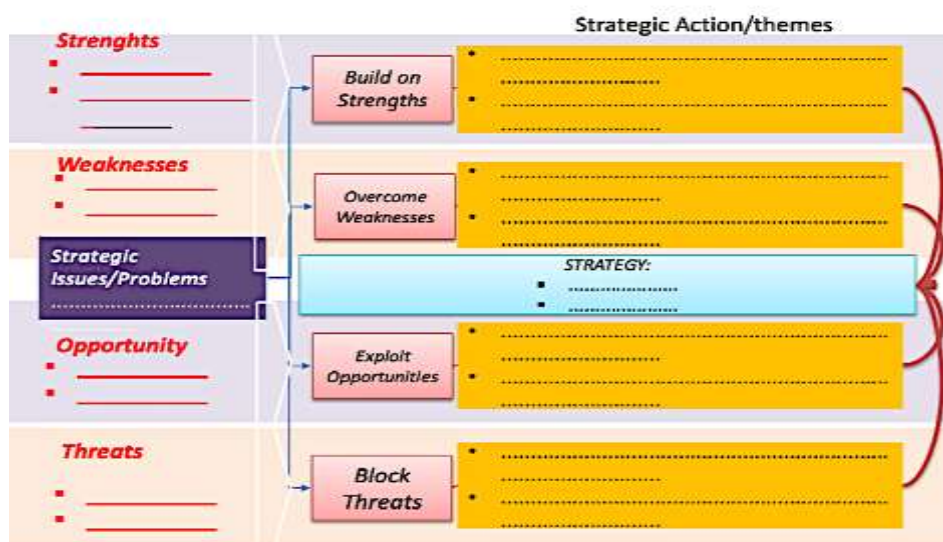 Strategic Action/themes
Strenghts
Build on
Strengths
Weaknesses
Overcome
Weaknesses
Strategic
Issues/Problems
STRATEGY:
Opportunity
Exploit
Opportunities
Threats
Block
Threats